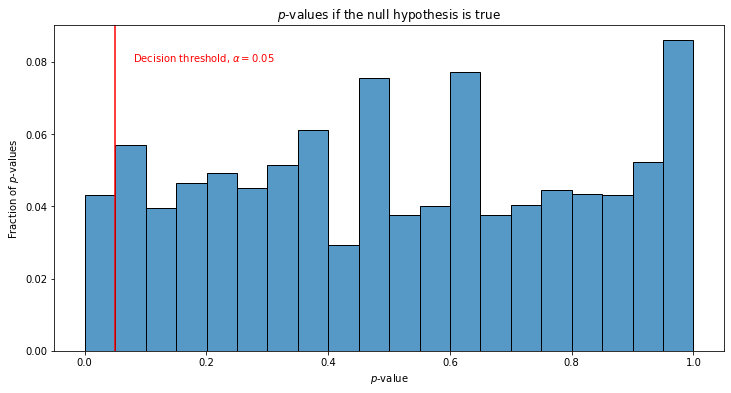 p-values if the null hypothesis is true
Decision threshold, α = 0.05
Fraction of p-values
0.08
0.06
0.04
0.02
0.00
0.0 0.2 0.4 0.6 0.8 1.0
p-value